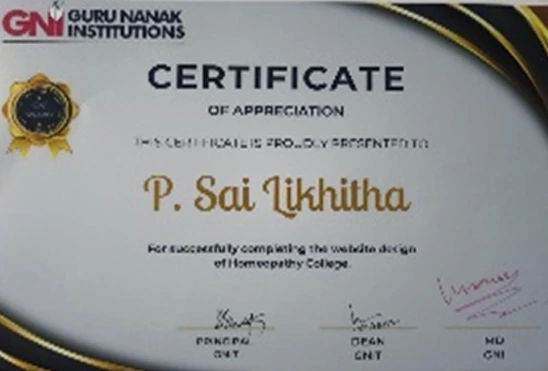 GNI GURU NANAK
INSTITUTIONS
CERTIFICATE
OF APPRECIATION
THIS CERTIFICATE IS PROUDLY PRESENTED TO
P. Sai Likhitha
For successfully completing the website design
of Homeopathy College.
PRINCIPAL DEAN MD
GNIT GNIT GNI